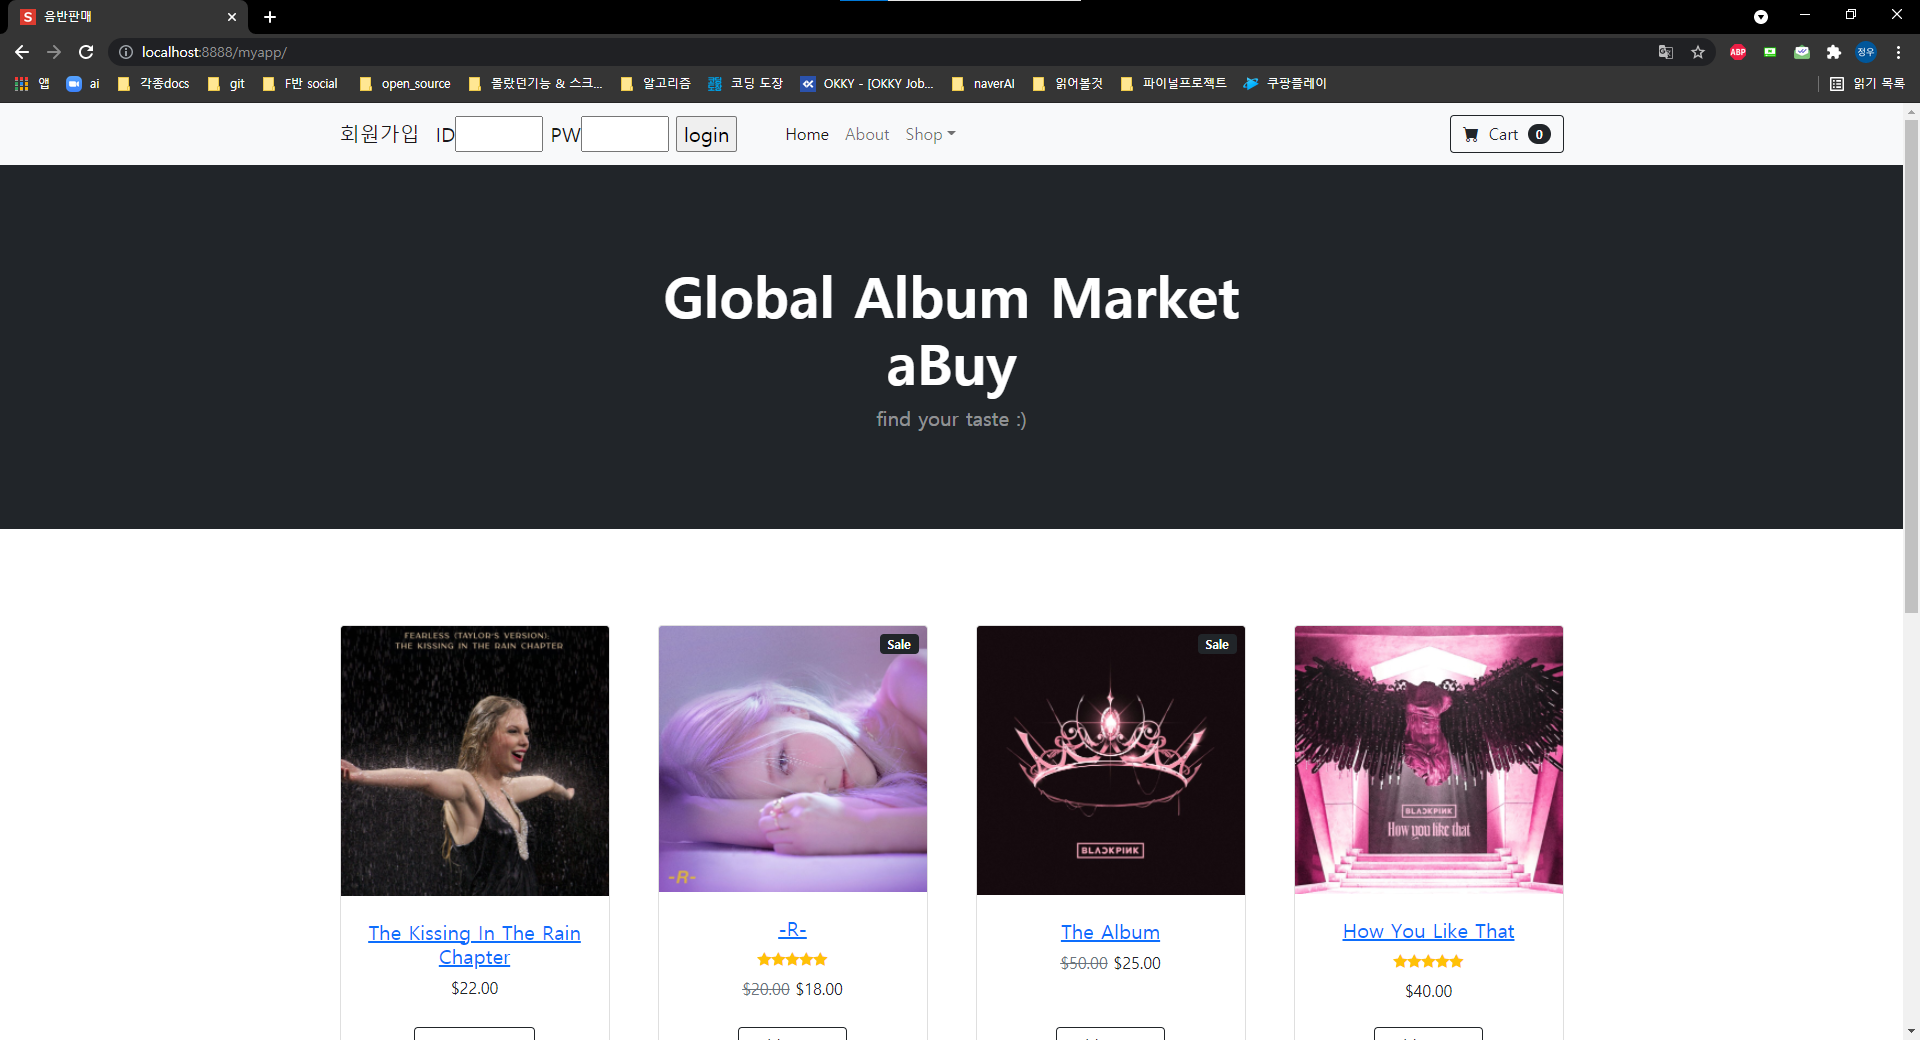 음반판매
localhost:8888/myapp/
ABP
정우
앱 ai 각종docs git F반 social open_source 몰랐던기능 & 스크... 알고리즘 코딩 도장 OKKY - [OKKY Job... naverAI 읽어볼것 파이널프로젝트 쿠팡플레이 읽기 목록
회원가입 ID PW login Home About Shop Cart 0
Global Album Market
aBuy
find your taste :)
FEARLESS (TAYLOR'S VERSION):
THE KISSING IN THE RAIN CHAPTER
Sale
-R-
Sale
BLACKPINK
BLACKPINK
How you like that
The Kissing In The Rain
Chapter
$22.00
-R-
$20.00 $18.00
The Album
$50.00 $25.00
How You Like That
$40.00